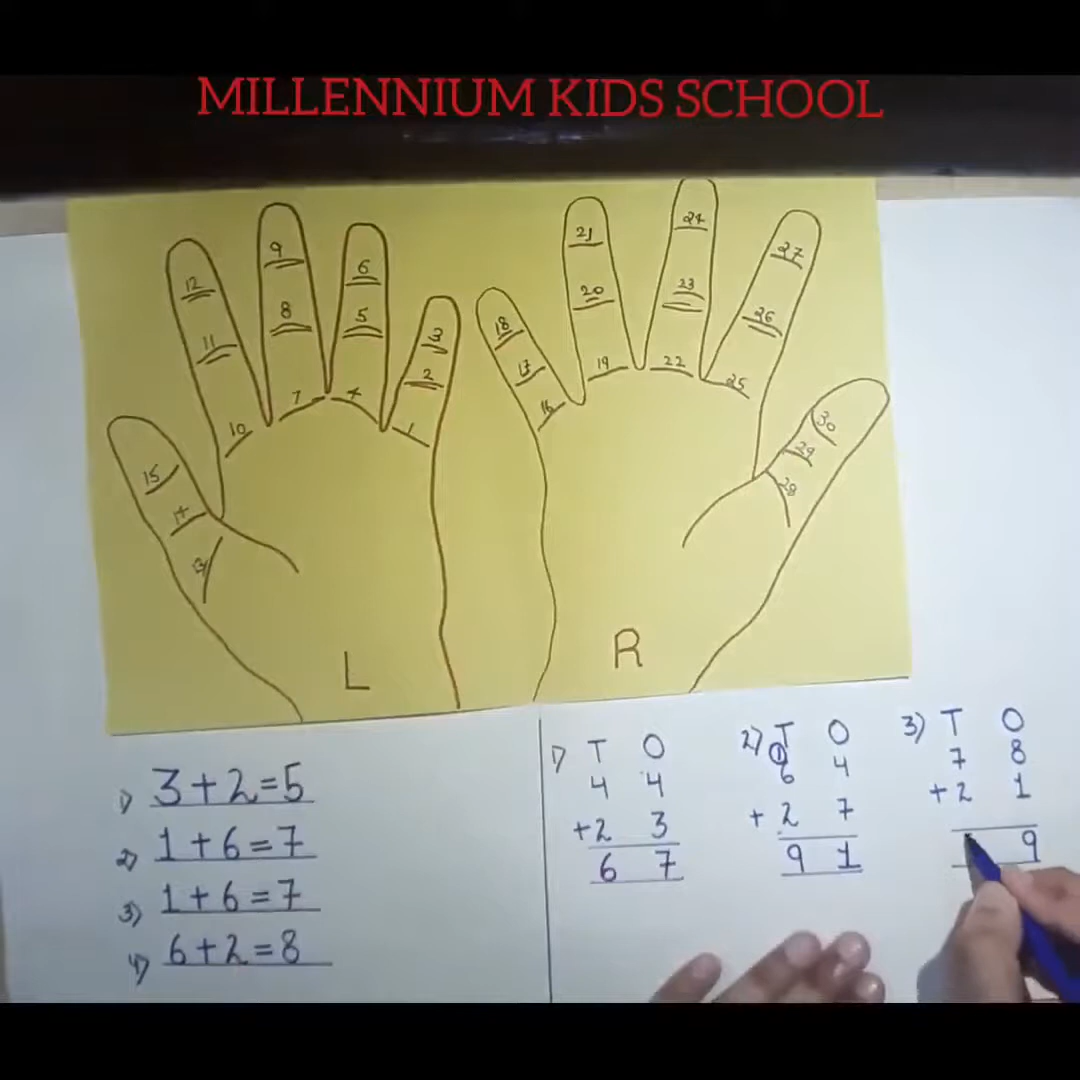 MILLENNIUM KIDS SCHOOL
12 11 10
9 8 7
6 5 4
3 2 1
15 14 13
18 17 16
21 20 19
24 23 22
27 26 25
30 29 28
L R
1) 3+2=5
2) 1+6=7
3) 1+6=7
4) 6+2=8
1) T O
4 4
+2 3
6 7
2) T O
1
6 4
+ 2 7
9 1
3) T O
7 8
+2 1
9